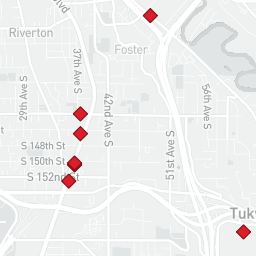 lvd
Riverton
37th Ave S
Foster
29th Ave S
42nd Ave S
56th Ave S
51st Ave S
S 148th St
S 150th St
S 152nd St
Tukw